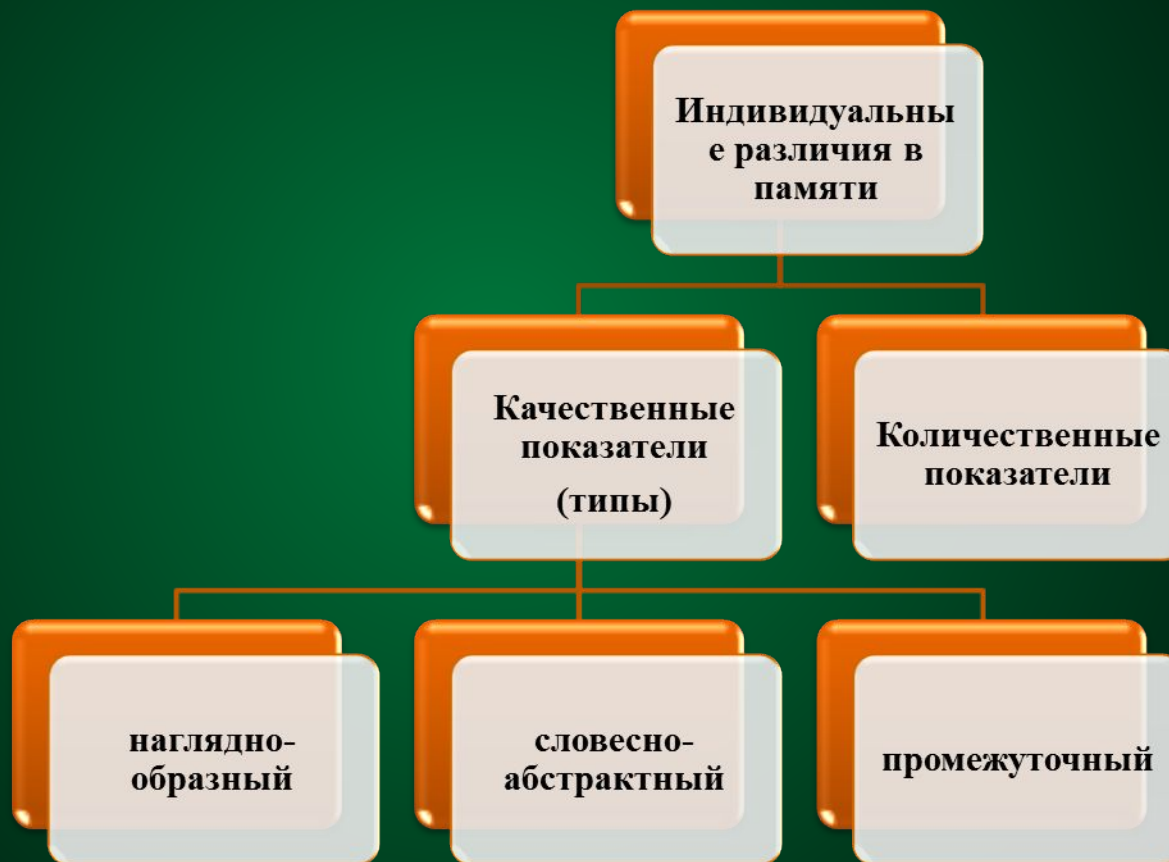 Индивидуальны
е различия в
памяти
Качественные
показатели
(типы)
Количественные
показатели
наглядно-
образный
словесно-
абстрактный
промежуточный